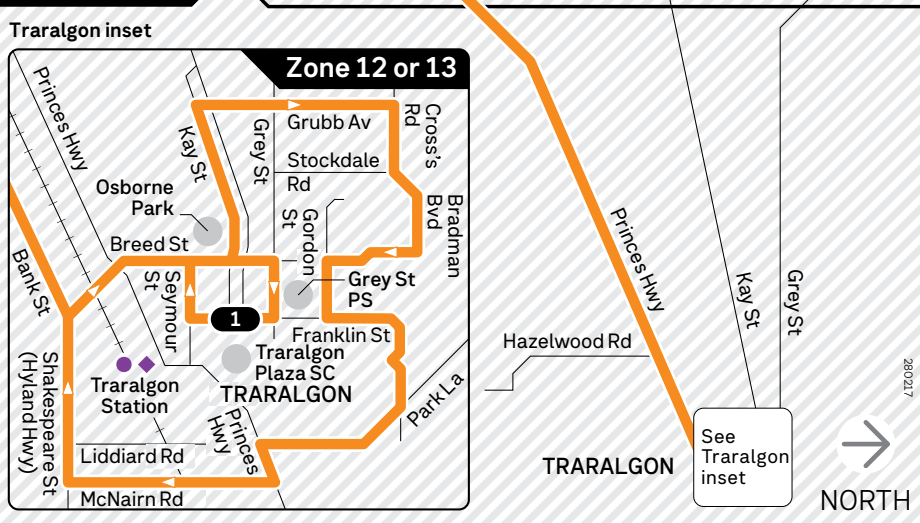 Traralgon inset
Zone 12 or 13
Princes Hwy
Kay St
Grey St
Grubb Av
Cross's
Rd
Stockdale
Rd
Osborne
Park
Gordon
St
Bradman
Bvd
Breed St
Bank St
Seymour
St
Grey St
PS
1
Franklin St
Traralgon
Plaza SC
TRARALGON
Traralgon
Station
Shakespeare St
(Hyland Hwy)
Princes
Hwy
Park La
Liddiard Rd
McNairn Rd
Princes Hwy
Kay St
Grey St
Hazelwood Rd
TRARALGON
See
Traralgon
inset
280217
NORTH